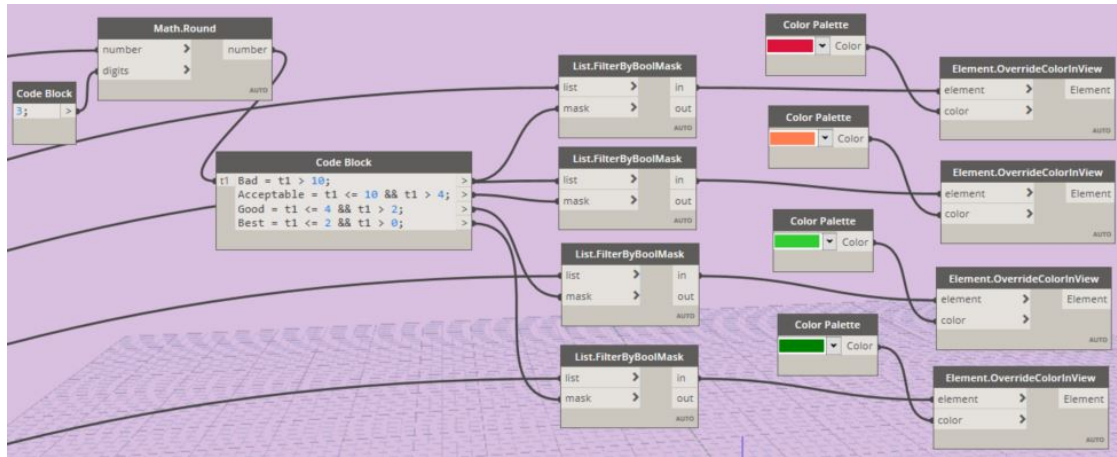 Math.Round
number > number
digits >
AUTO
Code Block
3; >
Code Block
t1 Bad = t1 > 10; >
Acceptable = t1 <= 10 && t1 > 4; >
Good = t1 <= 4 && t1 > 2; >
Best = t1 <= 2 && t1 > 0; >
List.FilterByBoolMask
list > in
mask > out
AUTO
List.FilterByBoolMask
list > in
mask > out
AUTO
List.FilterByBoolMask
list > in
mask > out
AUTO
List.FilterByBoolMask
list > in
mask > out
AUTO
Color Palette
Color
Color Palette
Color
Color Palette
Color
Color Palette
Color
Element.OverrideColorInView
element > Element
color >
AUTO
Element.OverrideColorInView
element > Element
color >
AUTO
Element.OverrideColorInView
element > Element
color >
AUTO
Element.OverrideColorInView
element > Element
color >
AUTO